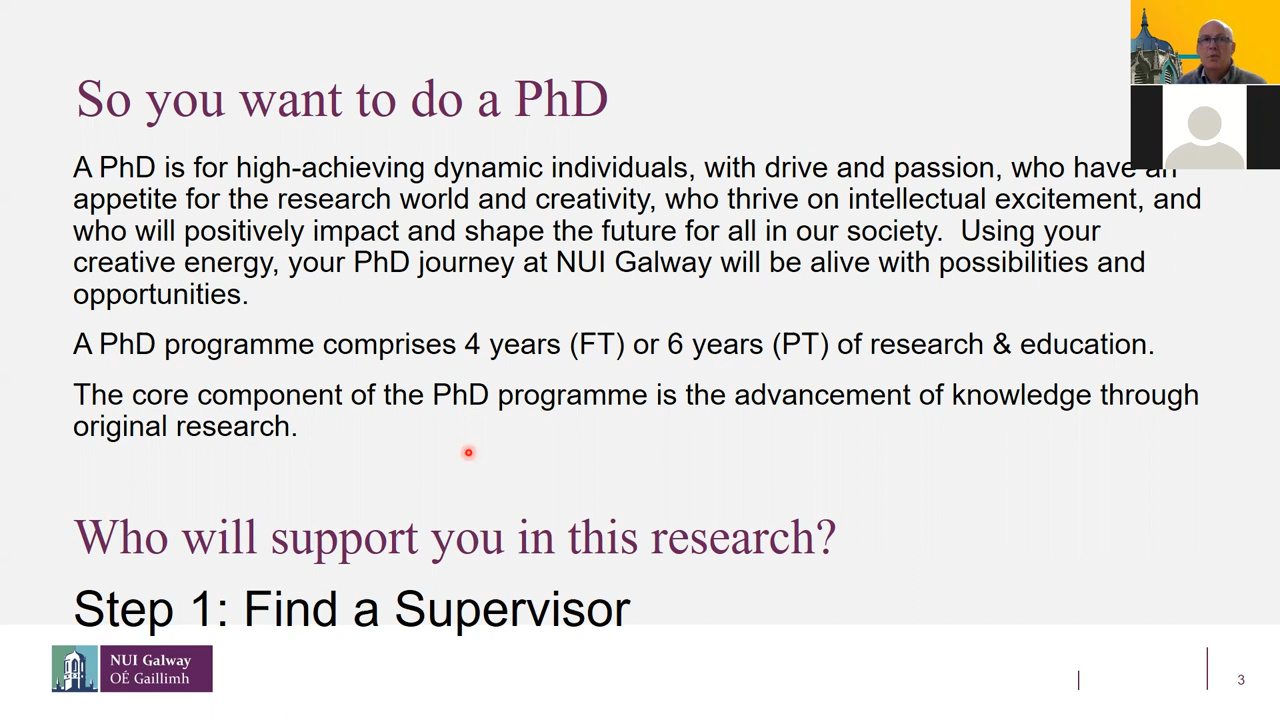 So you want to do a PhD
A PhD is for high-achieving dynamic individuals, with drive and passion, who have an
appetite for the research world and creativity, who thrive on intellectual excitement, and
who will positively impact and shape the future for all in our society.  Using your
creative energy, your PhD journey at NUI Galway will be alive with possibilities and
opportunities.
A PhD programme comprises 4 years (FT) or 6 years (PT) of research & education.
The core component of the PhD programme is the advancement of knowledge through
original research.
Who will support you in this research?
Step 1: Find a Supervisor
NUI Galway
OÉ Gaillimh
3